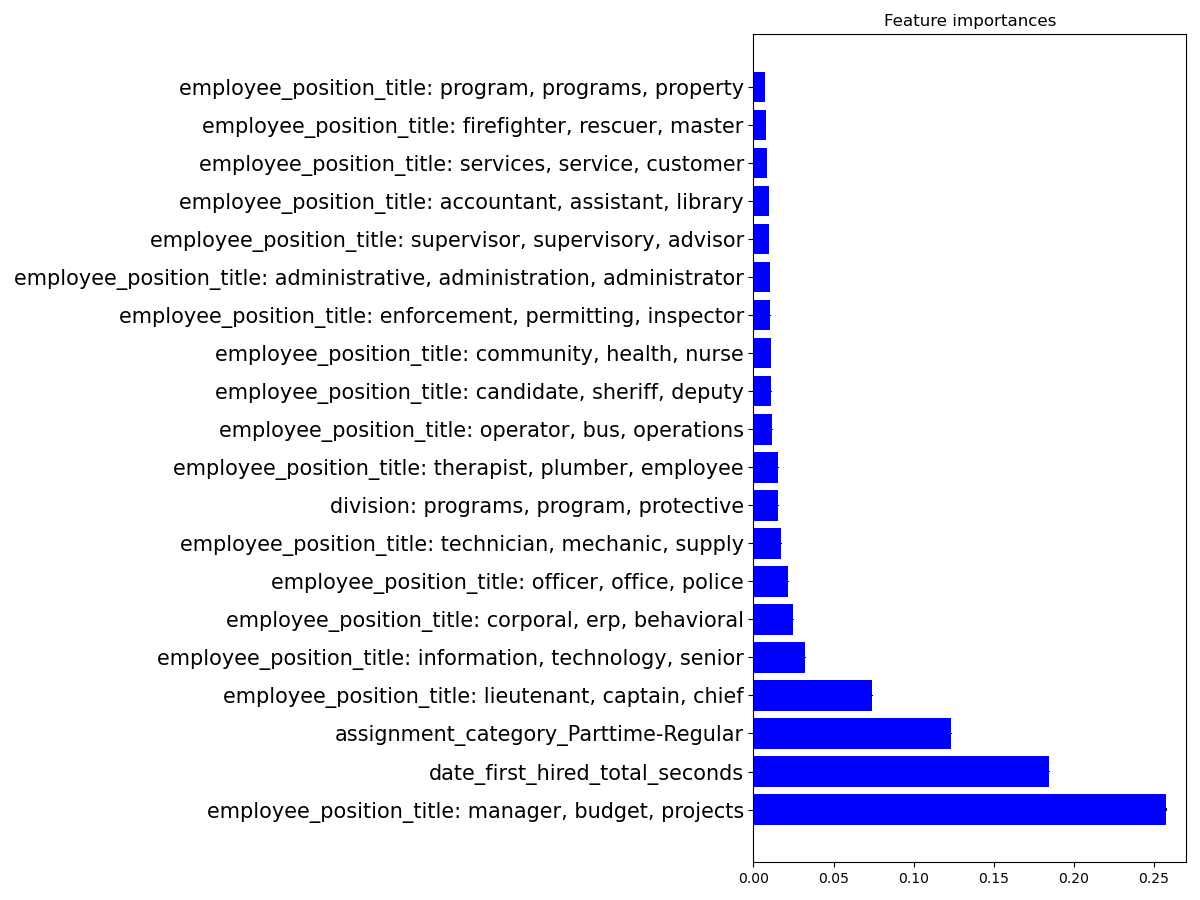 Feature importances
employee_position_title: program, programs, property
employee_position_title: firefighter, rescuer, master
employee_position_title: services, service, customer
employee_position_title: accountant, assistant, library
employee_position_title: supervisor, supervisory, advisor
employee_position_title: administrative, administration, administrator
employee_position_title: enforcement, permitting, inspector
employee_position_title: community, health, nurse
employee_position_title: candidate, sheriff, deputy
employee_position_title: operator, bus, operations
employee_position_title: therapist, plumber, employee
division: programs, program, protective
employee_position_title: technician, mechanic, supply
employee_position_title: officer, office, police
employee_position_title: corporal, erp, behavioral
employee_position_title: information, technology, senior
employee_position_title: lieutenant, captain, chief
assignment_category_Parttime-Regular
date_first_hired_total_seconds
employee_position_title: manager, budget, projects
0.00 0.05 0.10 0.15 0.20 0.25